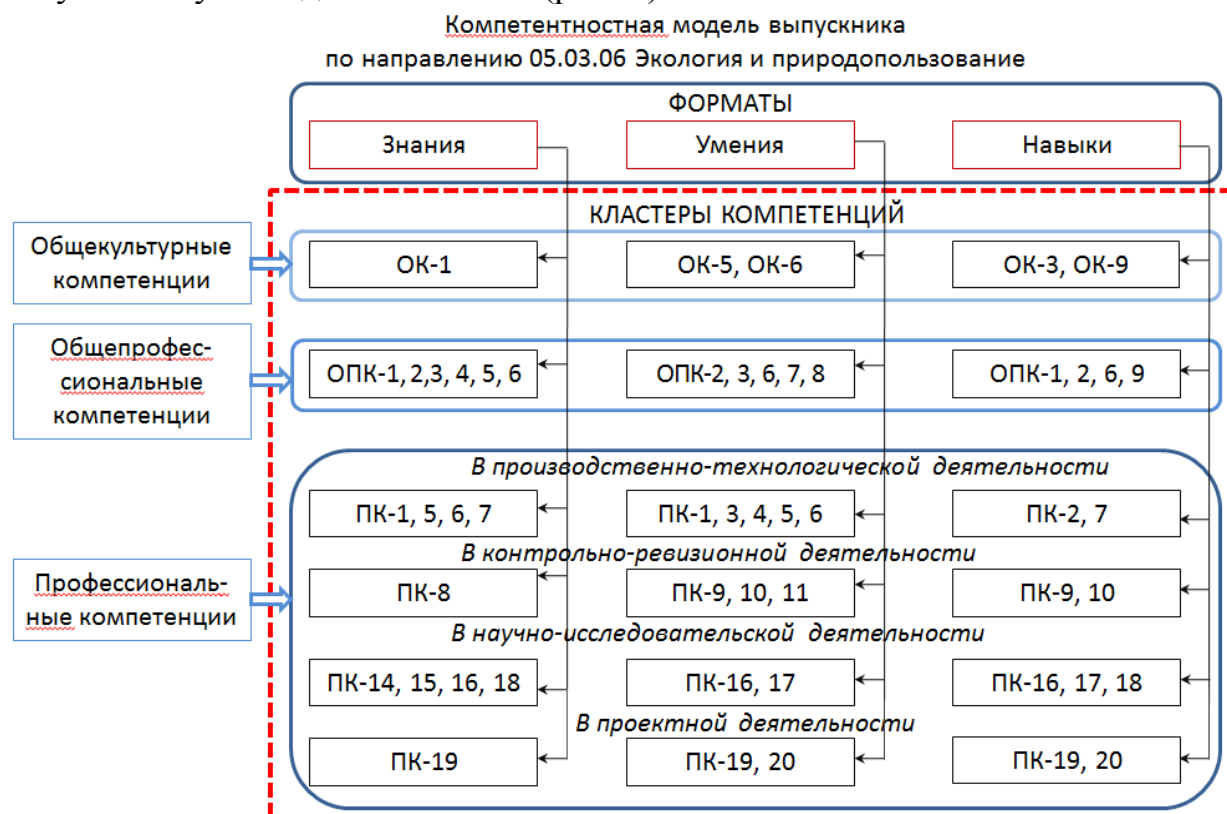 Компетентностная модель выпускника
по направлению 05.03.06 Экология и природопользование
ФОРМАТЫ
Знания
Умения
Навыки
КЛАСТЕРЫ КОМПЕТЕНЦИЙ
Общекультурные
компетенции
ОК-1
ОК-5, ОК-6
ОК-3, ОК-9
Общепрофес-
сиональные
компетенции
ОПК-1, 2,3, 4, 5, 6
ОПК-2, 3, 6, 7, 8
ОПК-1, 2, 6, 9
В производственно-технологической деятельности
ПК-1, 5, 6, 7
ПК-1, 3, 4, 5, 6
ПК-2, 7
В контрольно-ревизионной деятельности
Профессиональ-
ные компетенции
ПК-8
ПК-9, 10, 11
ПК-9, 10
В научно-исследовательской деятельности
ПК-14, 15, 16, 18
ПК-16, 17
ПК-16, 17, 18
В проектной деятельности
ПК-19
ПК-19, 20
ПК-19, 20